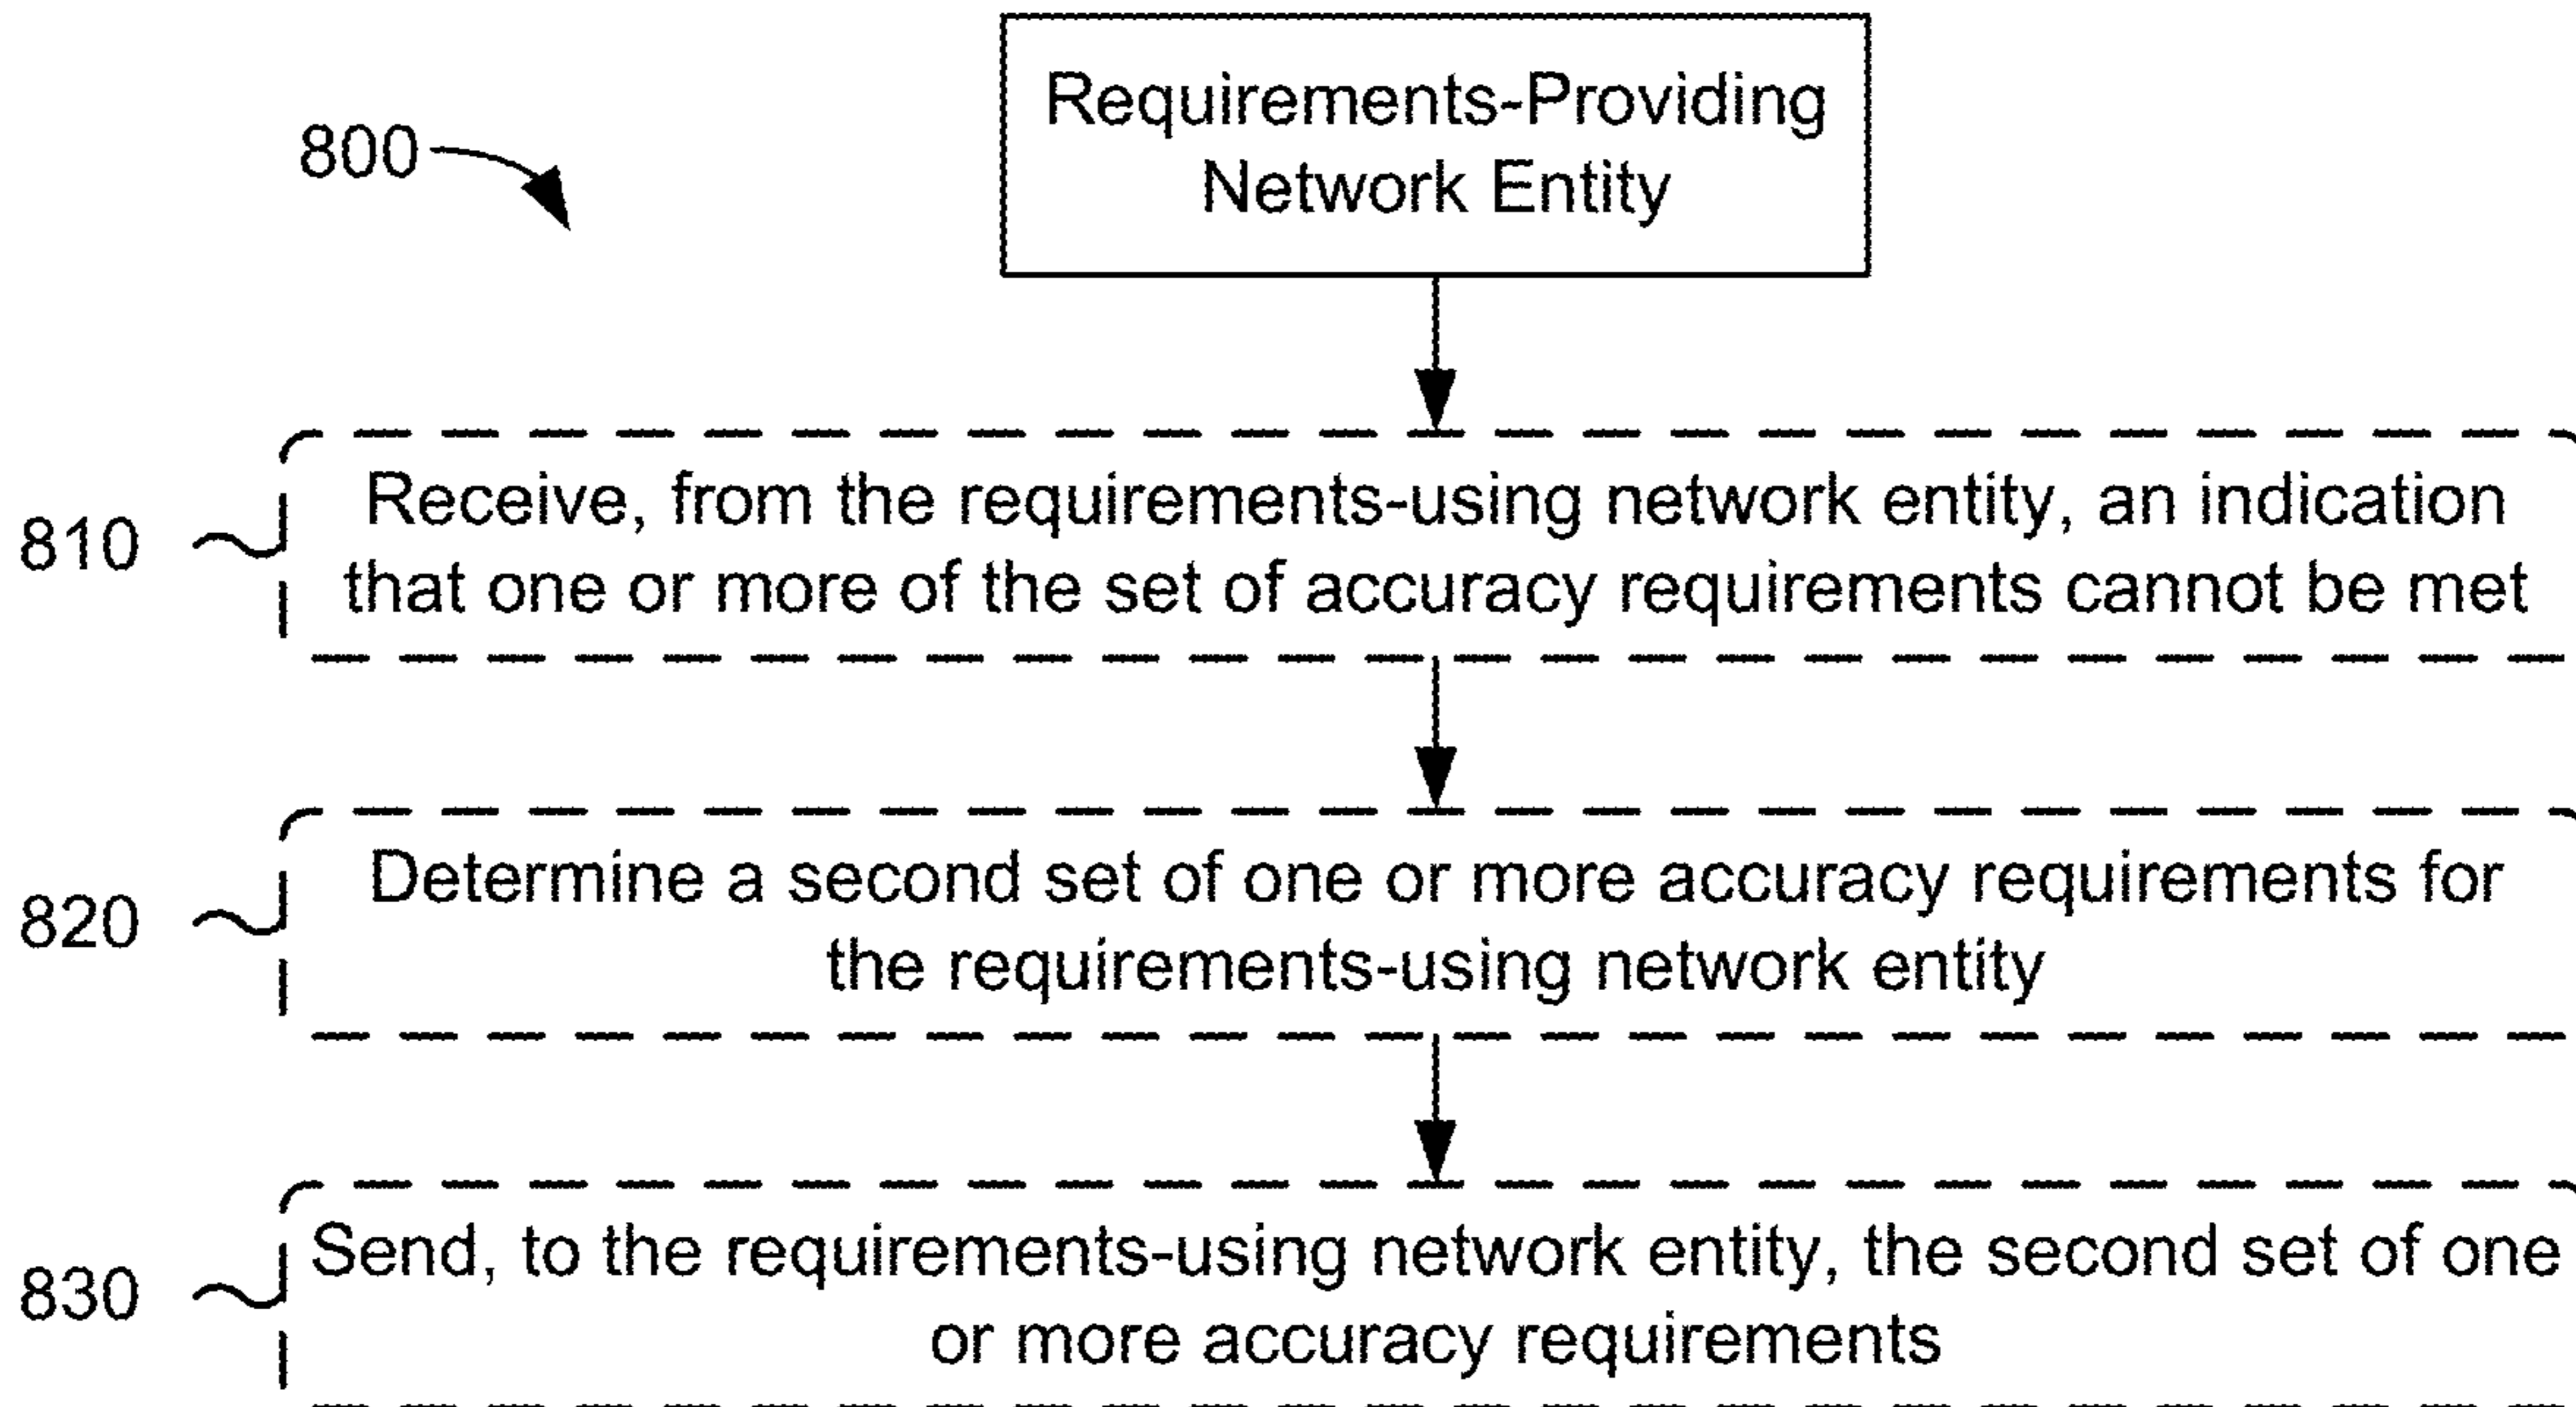 800
Requirements-Providing
Network Entity
810
Receive, from the requirements-using network entity, an indication
that one or more of the set of accuracy requirements cannot be met
820
Determine a second set of one or more accuracy requirements for
the requirements-using network entity
830
Send, to the requirements-using network entity, the second set of one
or more accuracy requirements